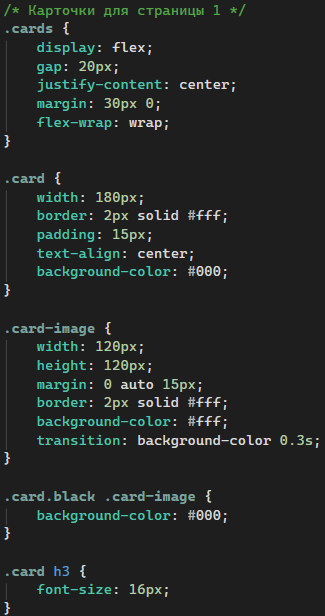 /* Карточки для страницы 1 */
.cards {
    display: flex;
    gap: 20px;
    justify-content: center;
    margin: 30px 0;
    flex-wrap: wrap;
}

.card {
    width: 180px;
    border: 2px solid #fff;
    padding: 15px;
    text-align: center;
    background-color: #000;
}

.card-image {
    width: 120px;
    height: 120px;
    margin: 0 auto 15px;
    border: 2px solid #fff;
    background-color: #fff;
    transition: background-color 0.3s;
}

.card.black .card-image {
    background-color: #000;
}

.card h3 {
    font-size: 16px;
}